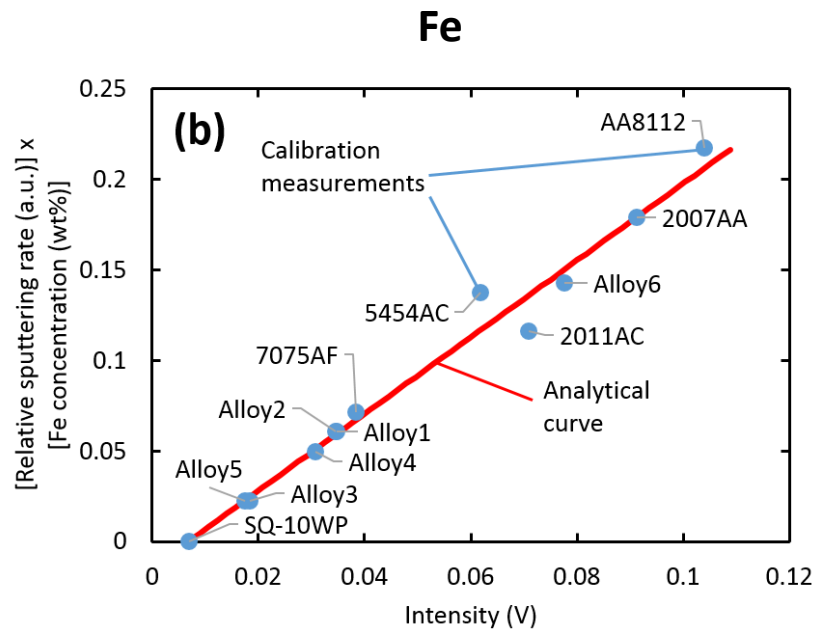 Fe
(b)
[Relative sputtering rate (a.u.)] x
[Fe concentration (wt%)]
0.25
0.2
0.15
0.1
0.05
0
Calibration
measurements
AA8112
2007AA
Alloy6
5454AC
2011AC
7075AF
Analytical
curve
Alloy2
Alloy1
Alloy4
Alloy5
Alloy3
SQ-10WP
0
0.02
0.04
0.06
0.08
0.1
0.12
Intensity (V)